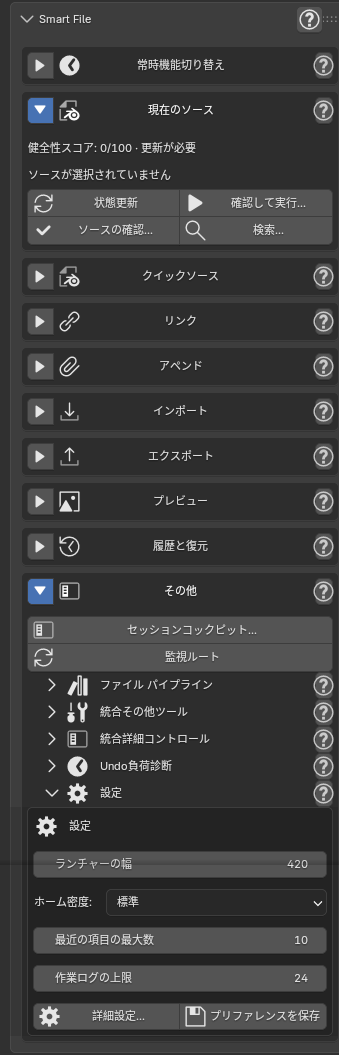 Smart File
常時機能切り替え
現在のソース
健全性スコア: 0/100 · 更新が必要
ソースが選択されていません
状態更新 確認して実行...
ソースの確認... 検索...
クイックソース
リンク
アペンド
インポート
エクスポート
プレビュー
履歴と復元
その他
セッションコックピット...
監視ルート
ファイル パイプライン
統合その他ツール
統合詳細コントロール
Undo負荷診断
設定
設定
ランチャーの幅 420
ホーム密度: 標準
最近の項目の最大数 10
作業ログの上限 24
詳細設定... プリファレンスを保存